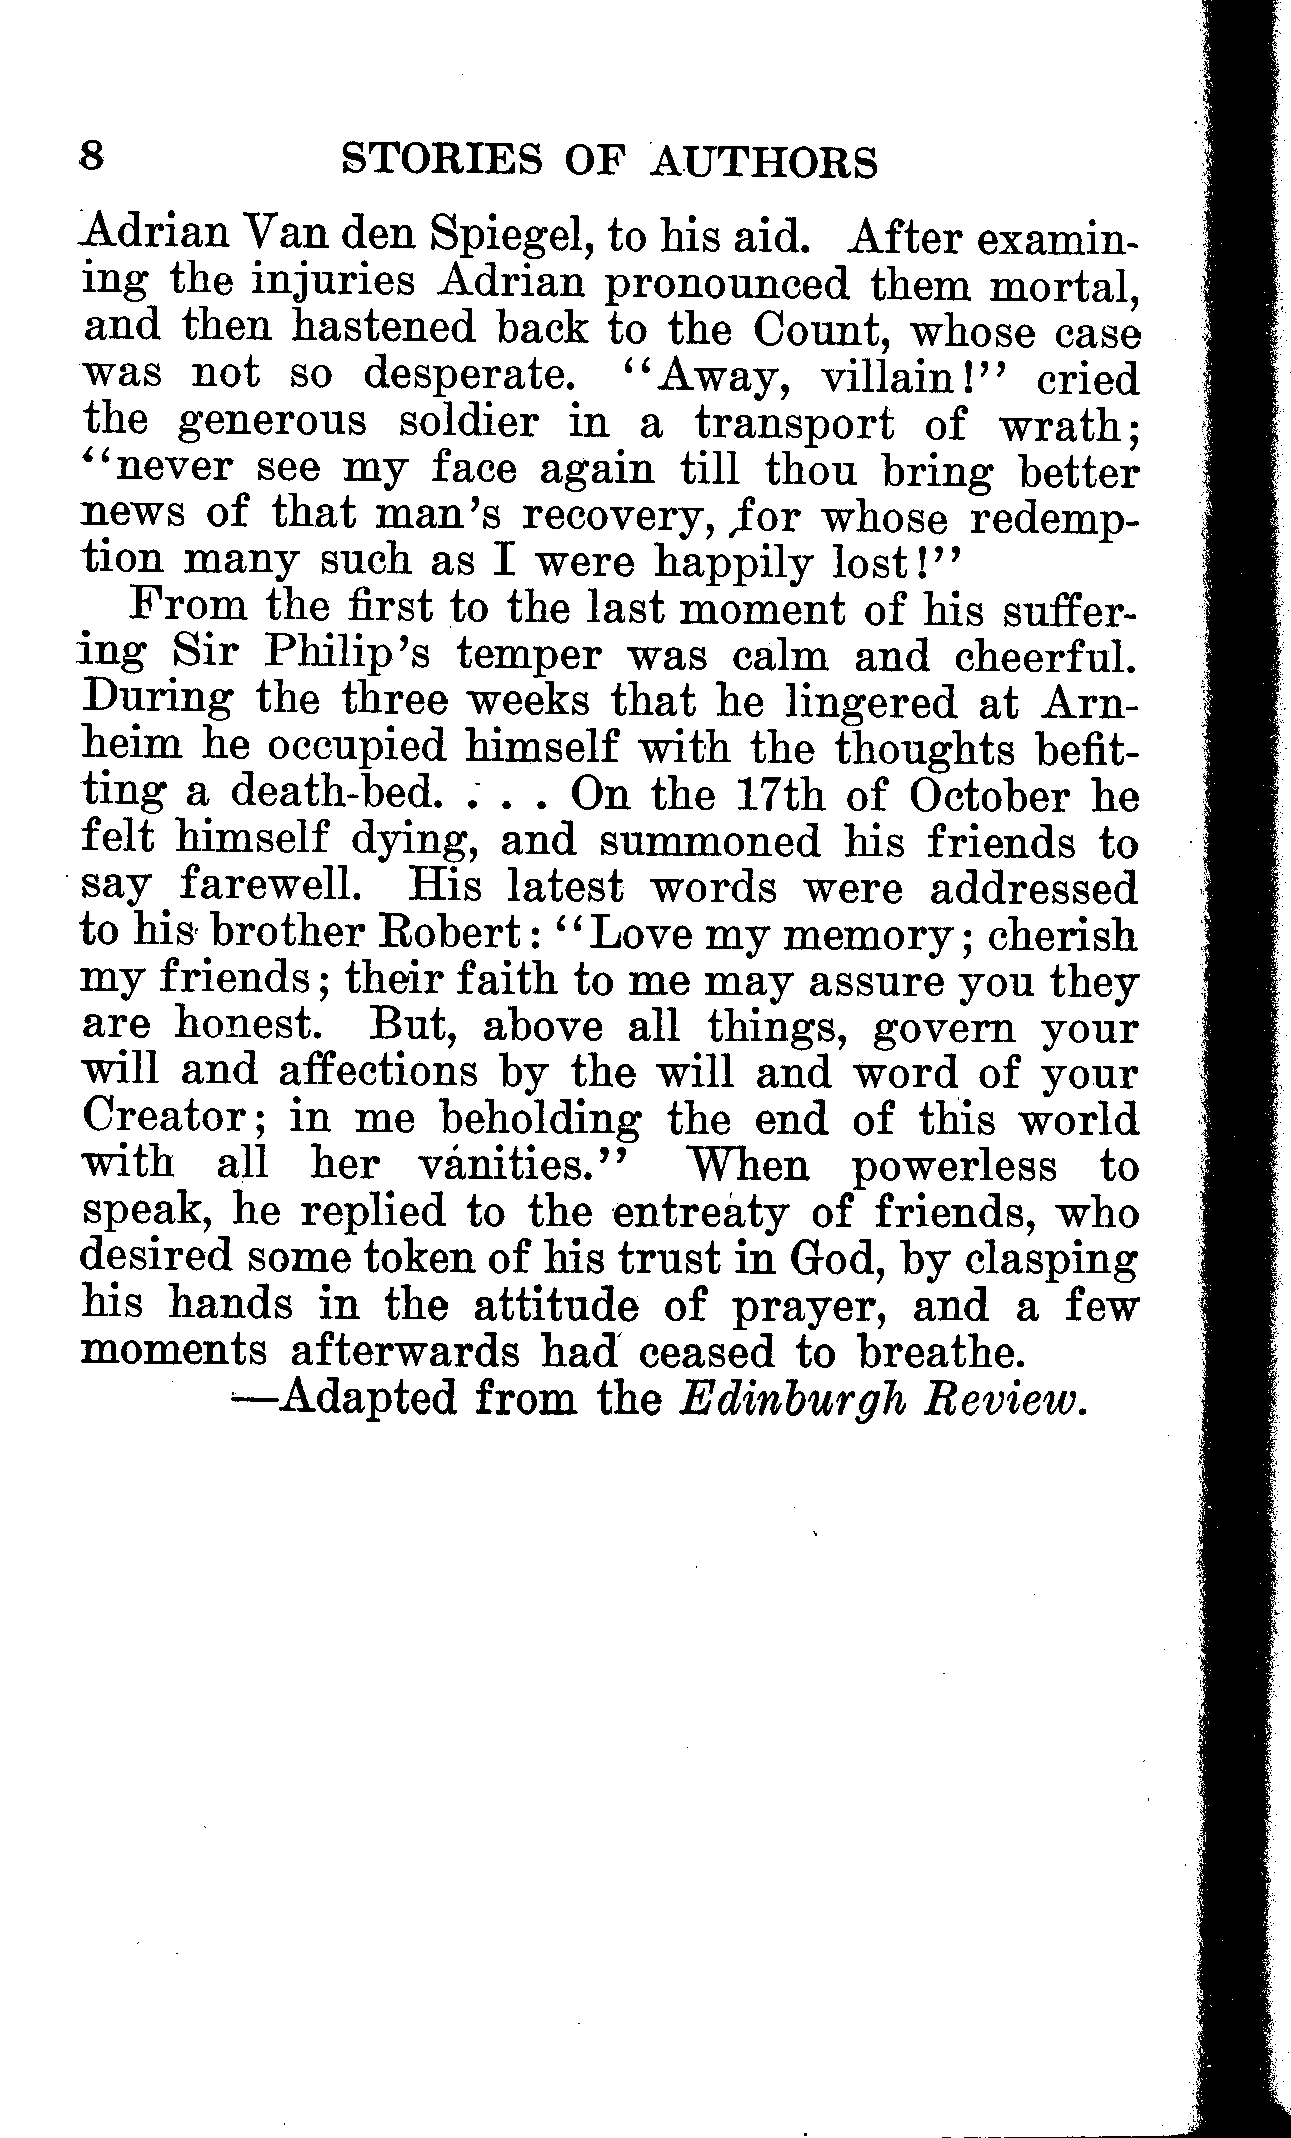 8 STORIES OF AUTHORS
Adrian Van den Spiegel, to his aid. After examin-
ing the injuries Adrian pronounced them mortal,
and then hastened back to the Count, whose case
was not so desperate. "Away, villain!" cried
the generous soldier in a transport of wrath;
"never see my face again till thou bring better
news of that man's recovery, for whose redemp-
tion many such as I were happily lost!"
From the first to the last moment of his suffer-
ing Sir Philip's temper was calm and cheerful.
During the three weeks that he lingered at Arn-
heim he occupied himself with the thoughts befit-
ting a death-bed. . . . On the 17th of October he
felt himself dying, and summoned his friends to
say farewell. His latest words were addressed
to his brother Robert: "Love my memory; cherish
my friends; their faith to me may assure you they
are honest. But, above all things, govern your
will and affections by the will and word of your
Creator; in me beholding the end of this world
with all her vanities." When powerless to
speak, he replied to the entreaty of friends, who
desired some token of his trust in God, by clasping
his hands in the attitude of prayer, and a few
moments afterwards had ceased to breathe.
—Adapted from the Edinburgh Review.